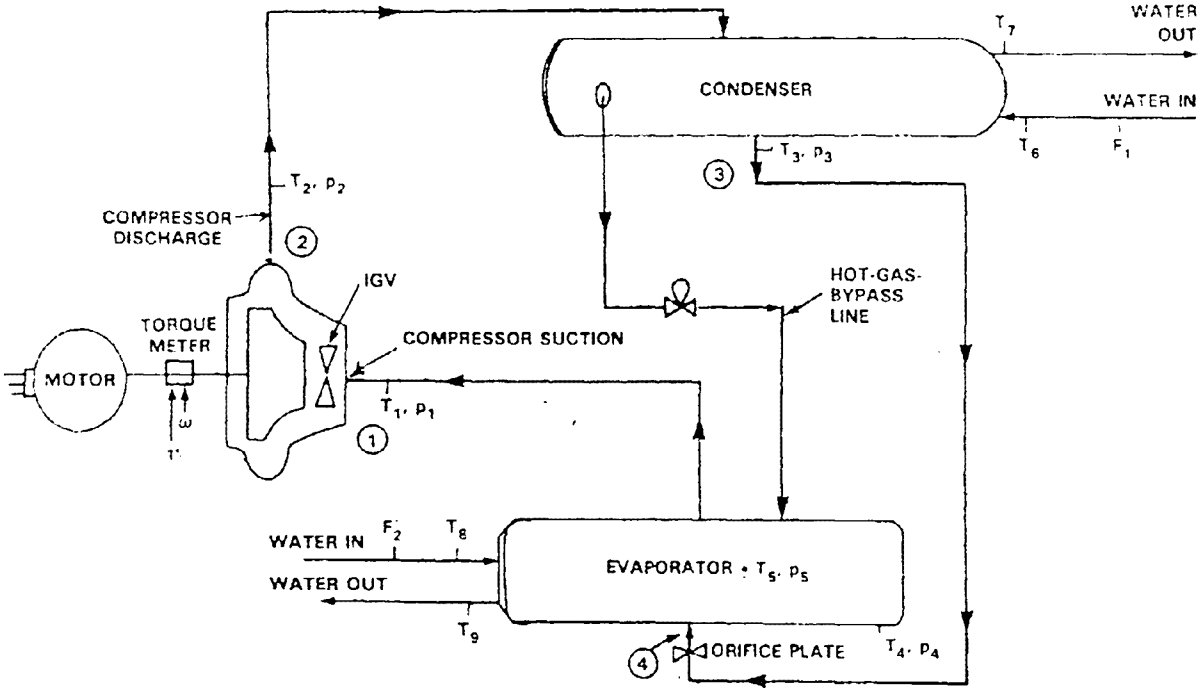 T7
WATER
OUT
CONDENSER
WATER IN
T6
F1
T3, p3
3
T2, p2
COMPRESSOR
DISCHARGE
2
IGV
HOT-GAS-
BYPASS
LINE
TORQUE
METER
COMPRESSOR SUCTION
MOTOR
T1, p1
ω
1
F2
T8
WATER IN
EVAPORATOR • T5, p5
WATER OUT
T9
4
ORIFICE PLATE
T4, p4